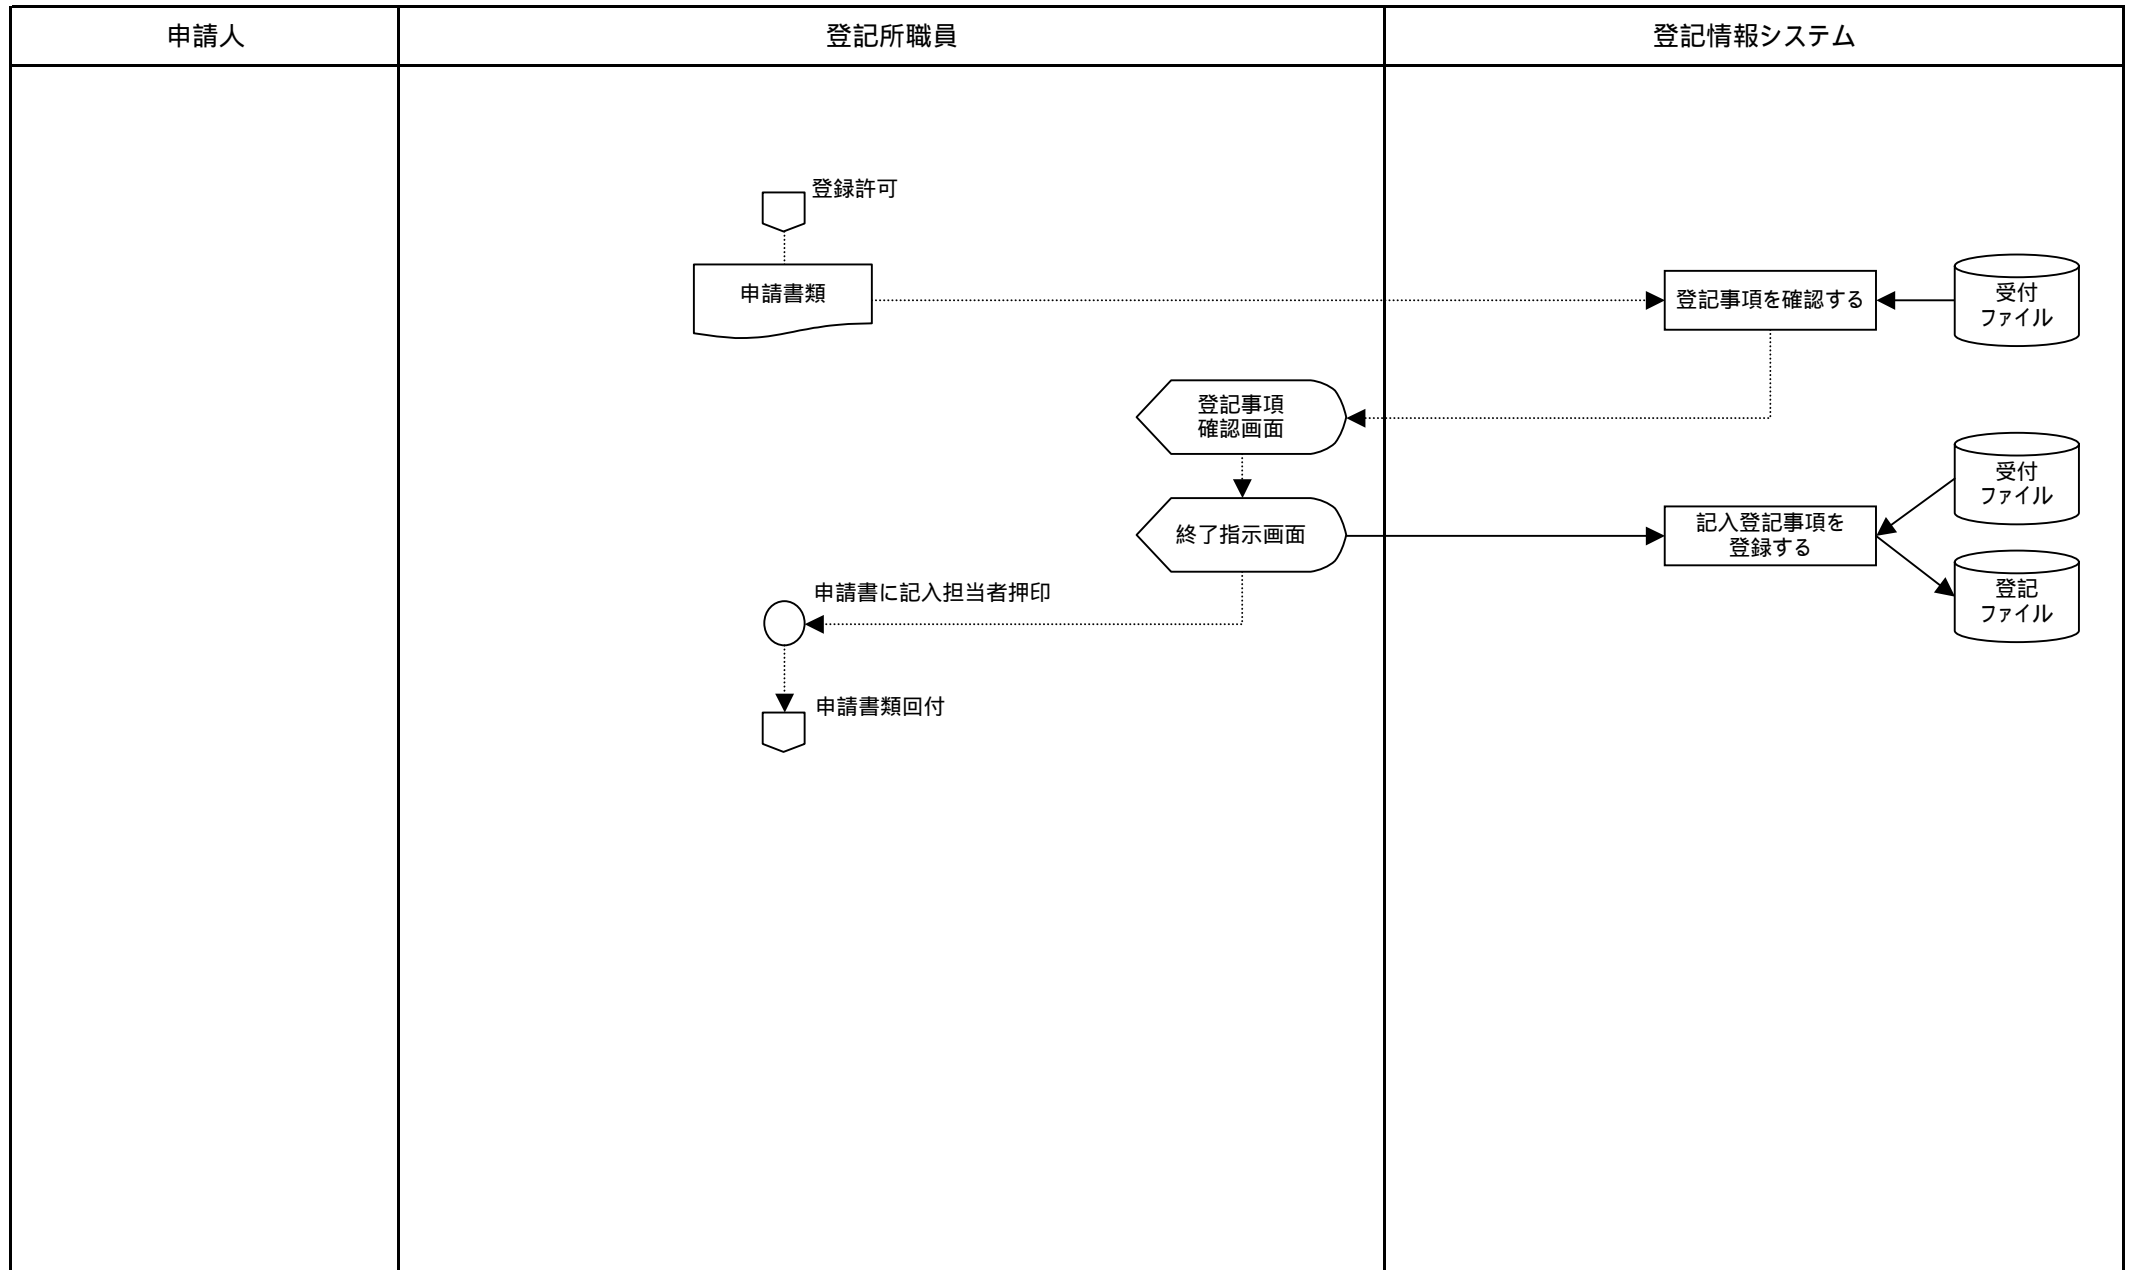 申請人
登記所職員
登記情報システム
登録許可
申請書類
登記事項を確認する
受付
ファイル
登記事項
確認画面
受付
ファイル
終了指示画面
記入登記事項を
登録する
登記
ファイル
申請書に記入担当者押印
申請書類回付